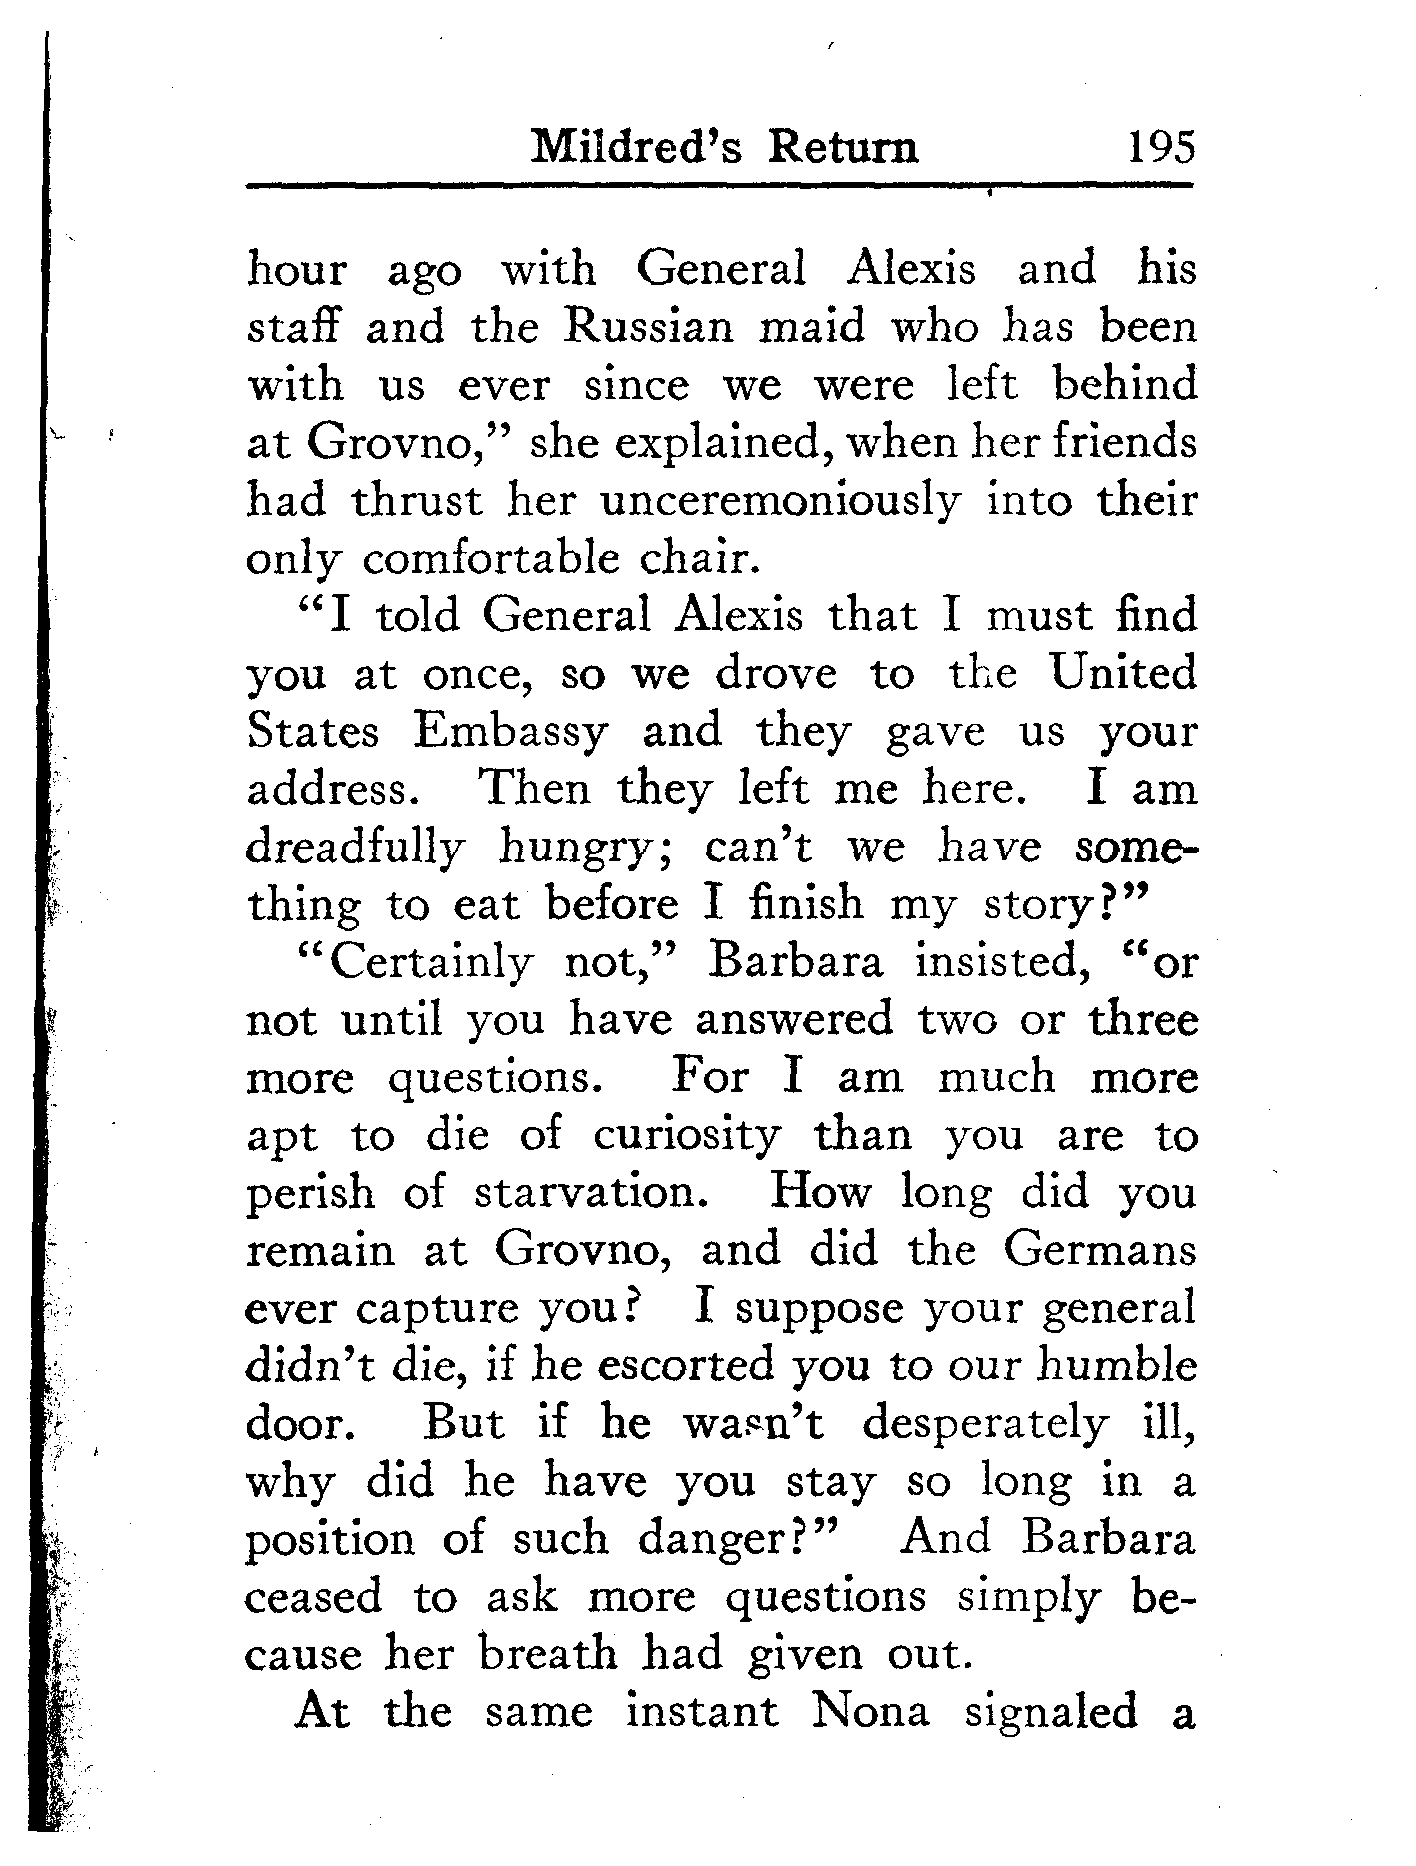 Mildred's Return 195
hour ago with General Alexis and his
staff and the Russian maid who has been
with us ever since we were left behind
at Grovno,” she explained, when her friends
had thrust her unceremoniously into their
only comfortable chair.
“I told General Alexis that I must find
you at once, so we drove to the United
States Embassy and they gave us your
address. Then they left me here. I am
dreadfully hungry; can't we have some-
thing to eat before I finish my story?”
“Certainly not,” Barbara insisted, “or
not until you have answered two or three
more questions. For I am much more
apt to die of curiosity than you are to
perish of starvation. How long did you
remain at Grovno, and did the Germans
ever capture you? I suppose your general
didn't die, if he escorted you to our humble
door. But if he wasn't desperately ill,
why did he have you stay so long in a
position of such danger?” And Barbara
ceased to ask more questions simply be-
cause her breath had given out.
At the same instant Nona signaled a